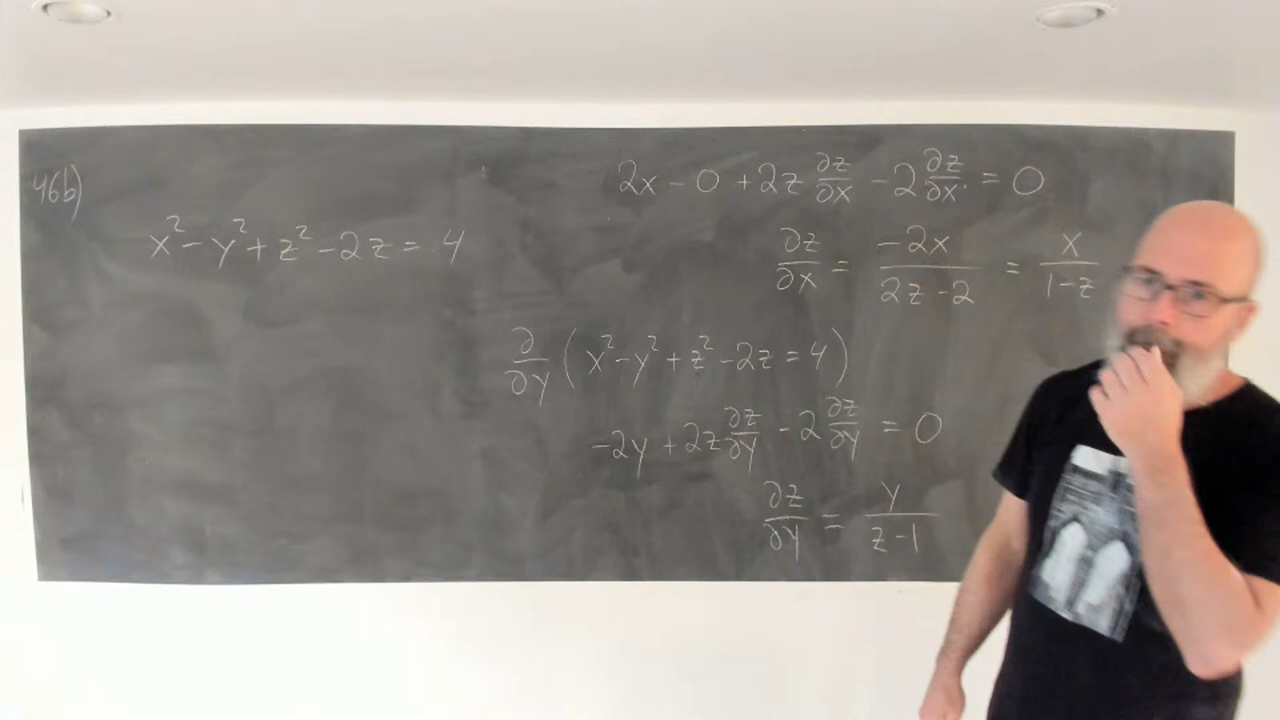 46b)
x² - y² + z² - 2z = 4
2x - 0 + 2z ∂z/∂x - 2 ∂z/∂x = 0
∂z/∂x = -2x/(2z-2) = x/(1-z)
∂/∂y (x² - y² + z² - 2z = 4)
-2y + 2z ∂z/∂y - 2 ∂z/∂y = 0
∂z/∂y = y/(z-1)